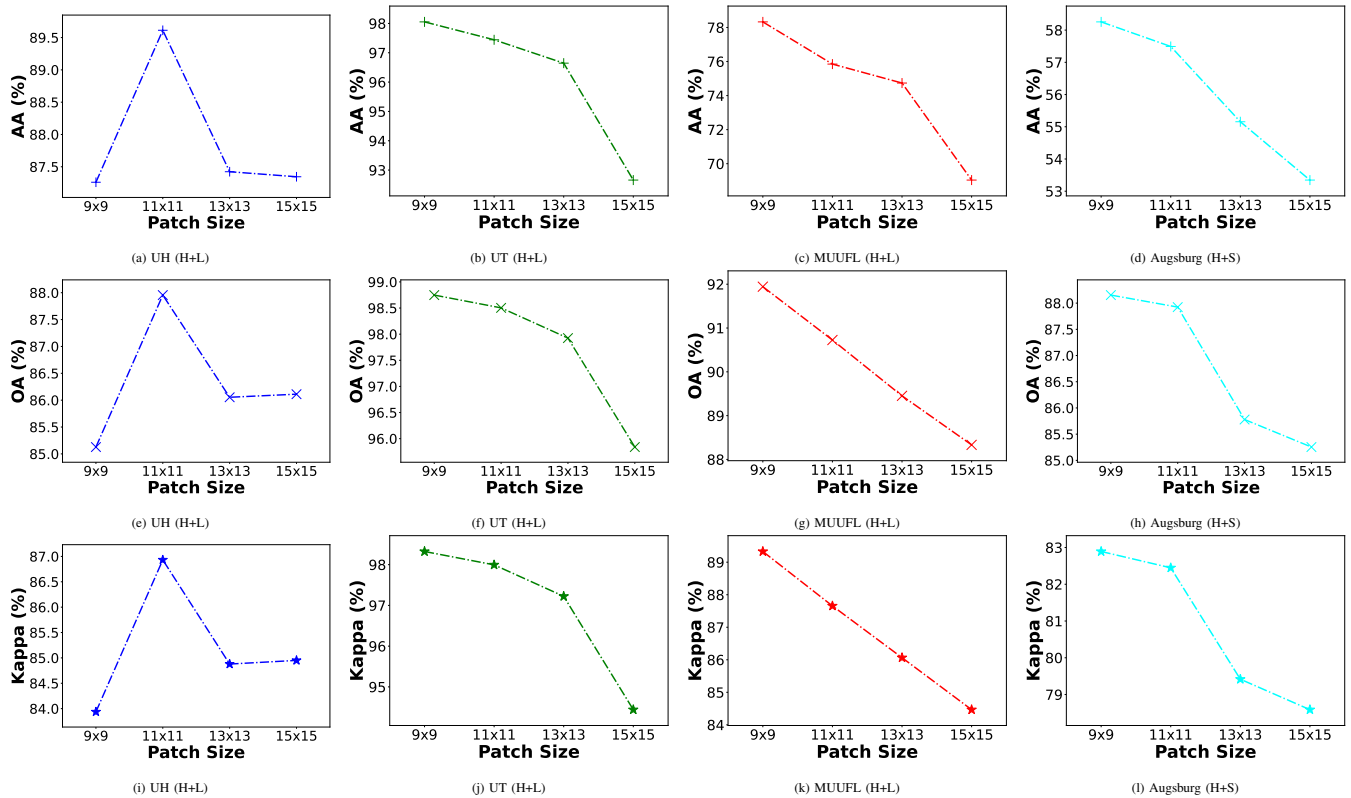 AA (%)
89.5
89.0
88.5
88.0
87.5
9x9 11x11 13x13 15x15
Patch Size
(a) UH (H+L)
AA (%)
98
97
96
95
94
93
9x9 11x11 13x13 15x15
Patch Size
(b) UT (H+L)
AA (%)
78
76
74
72
70
9x9 11x11 13x13 15x15
Patch Size
(c) MUUFL (H+L)
AA (%)
58
57
56
55
54
53
9x9 11x11 13x13 15x15
Patch Size
(d) Augsburg (H+S)
OA (%)
88.0
87.5
87.0
86.5
86.0
85.5
85.0
9x9 11x11 13x13 15x15
Patch Size
(e) UH (H+L)
OA (%)
99.0
98.5
98.0
97.5
97.0
96.5
96.0
9x9 11x11 13x13 15x15
Patch Size
(f) UT (H+L)
OA (%)
92
91
90
89
88
9x9 11x11 13x13 15x15
Patch Size
(g) MUUFL (H+L)
OA (%)
88.0
87.5
87.0
86.5
86.0
85.5
85.0
9x9 11x11 13x13 15x15
Patch Size
(h) Augsburg (H+S)
Kappa (%)
87.0
86.5
86.0
85.5
85.0
84.5
84.0
9x9 11x11 13x13 15x15
Patch Size
(i) UH (H+L)
Kappa (%)
98
97
96
95
9x9 11x11 13x13 15x15
Patch Size
(j) UT (H+L)
Kappa (%)
89
88
87
86
85
84
9x9 11x11 13x13 15x15
Patch Size
(k) MUUFL (H+L)
Kappa (%)
83
82
81
80
79
9x9 11x11 13x13 15x15
Patch Size
(l) Augsburg (H+S)